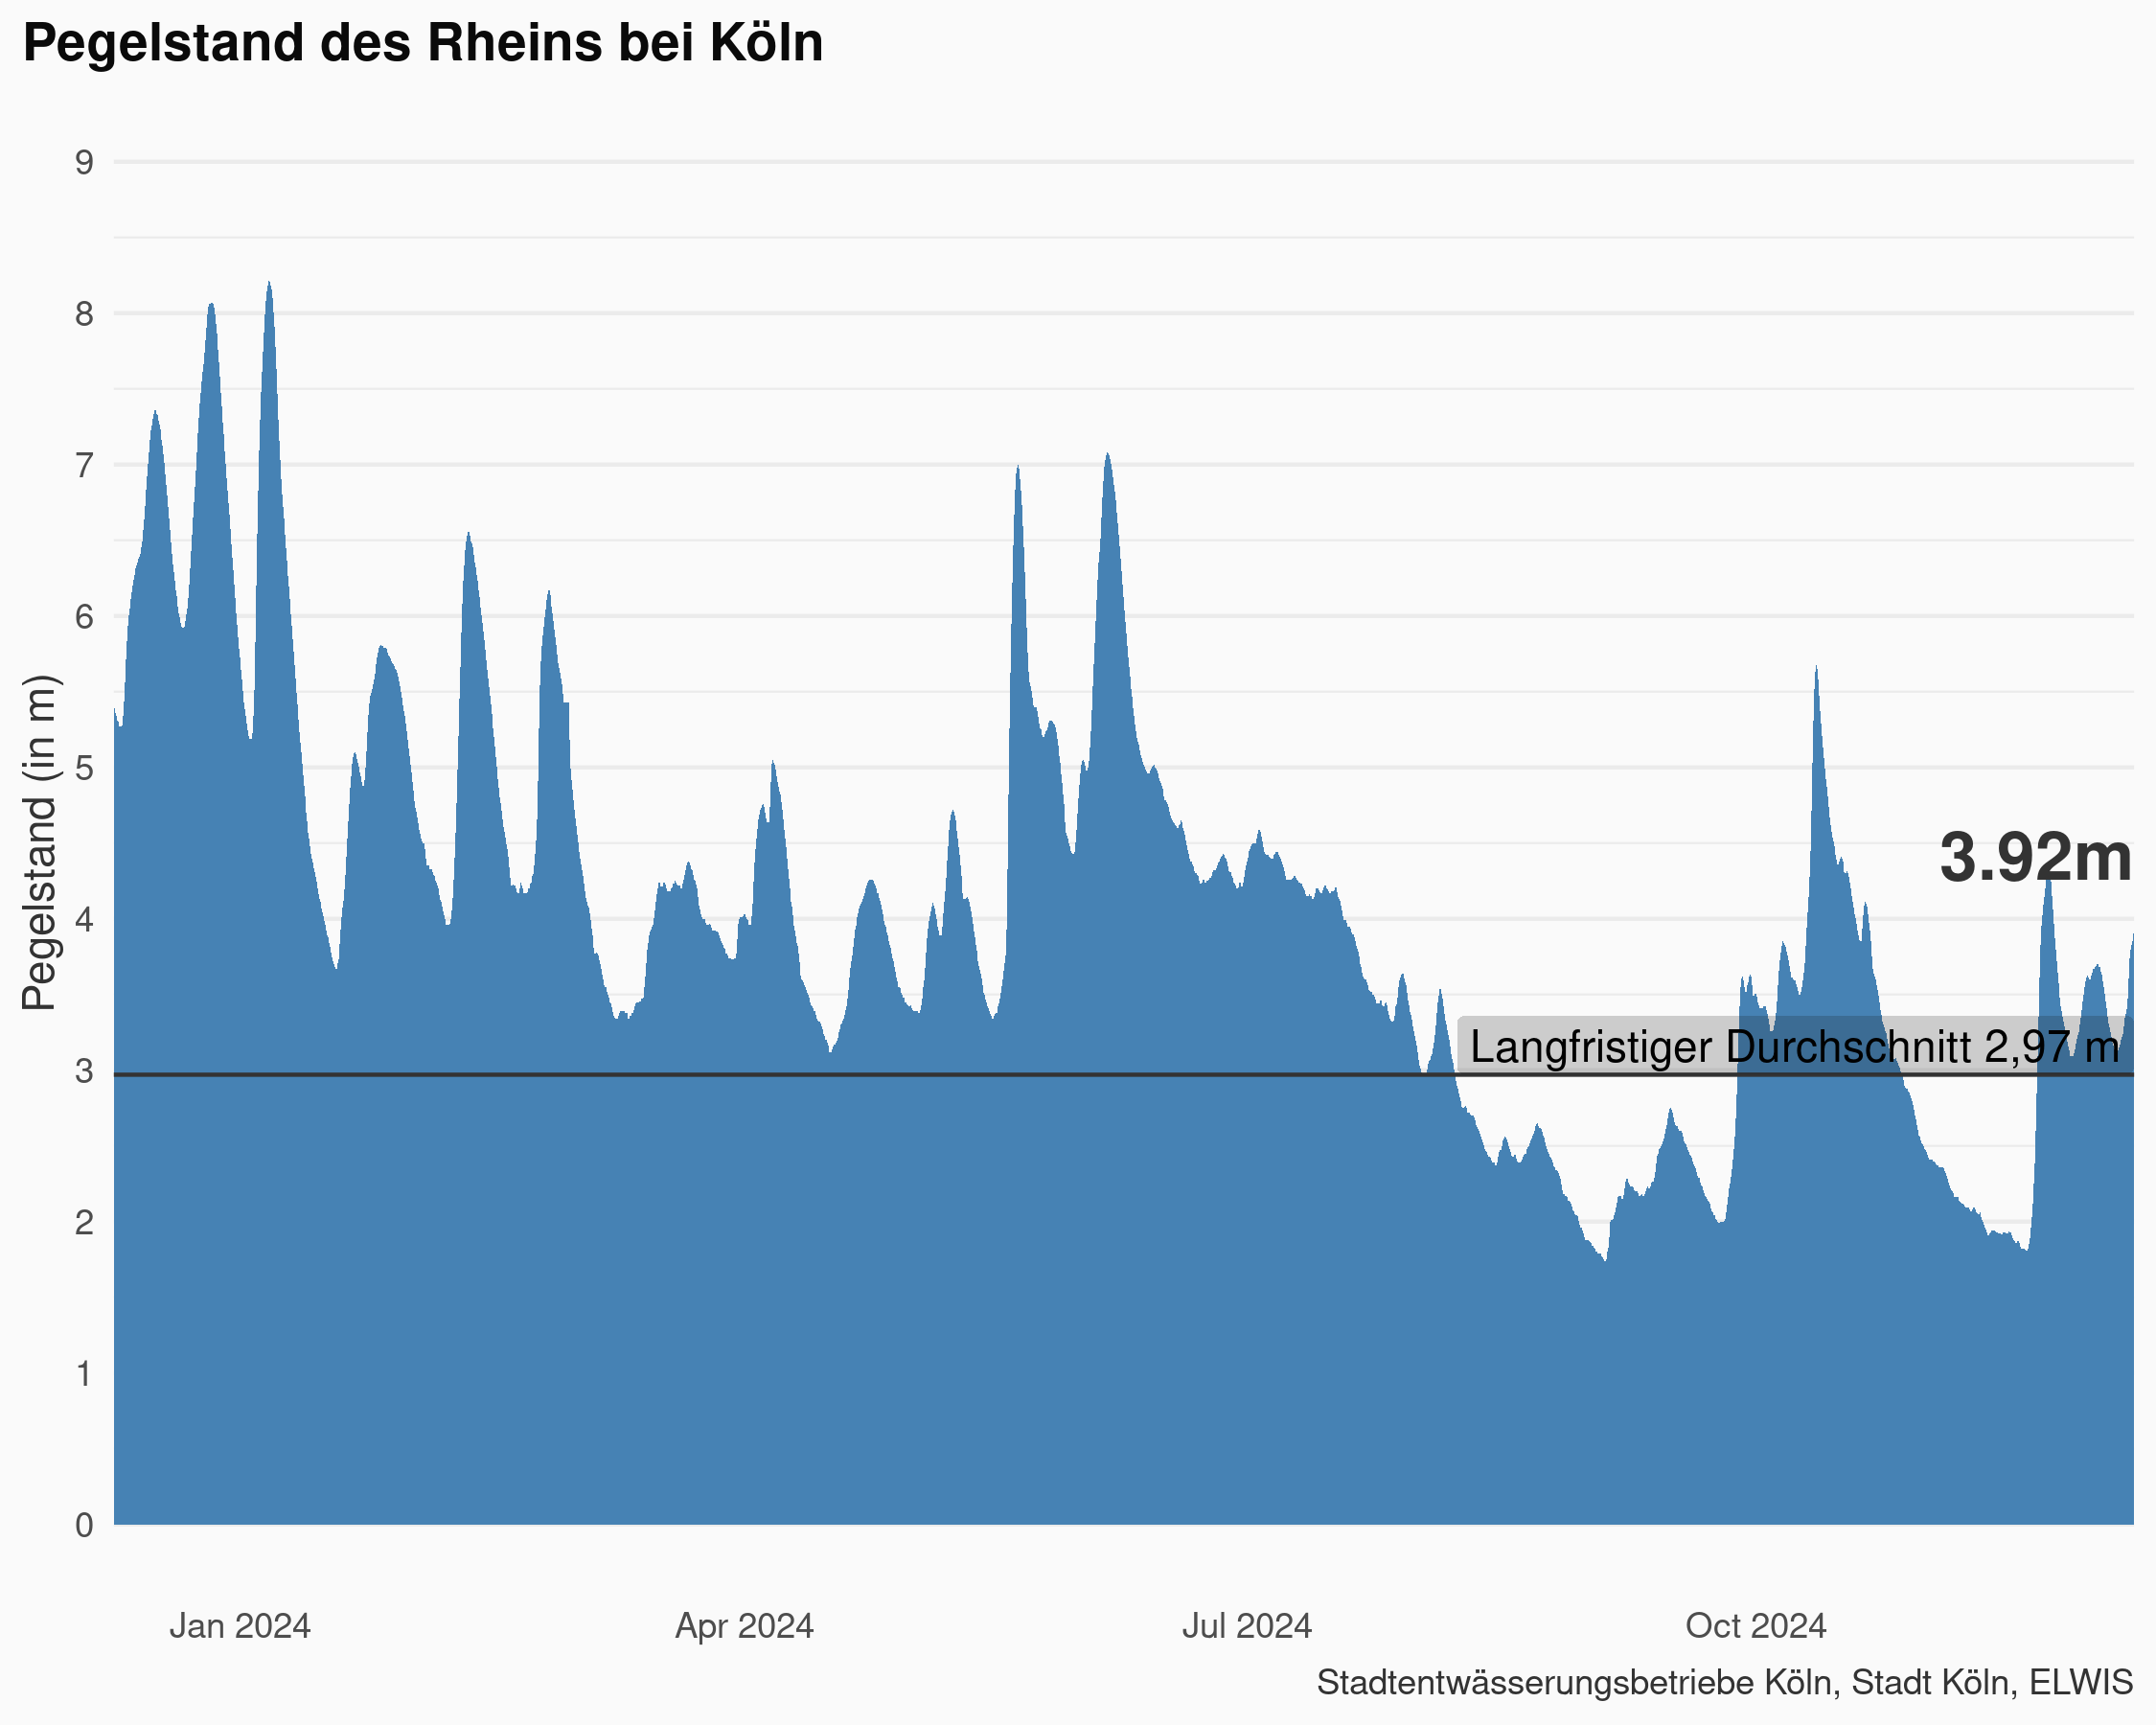 Pegelstand des Rheins bei Köln
Pegelstand (in m)
9
8
7
6
5
4
3
2
1
0
3.92m
Langfristiger Durchschnitt 2,97 m
Jan 2024
Apr 2024
Jul 2024
Oct 2024
Stadtentwässerungsbetriebe Köln, Stadt Köln, ELWIS